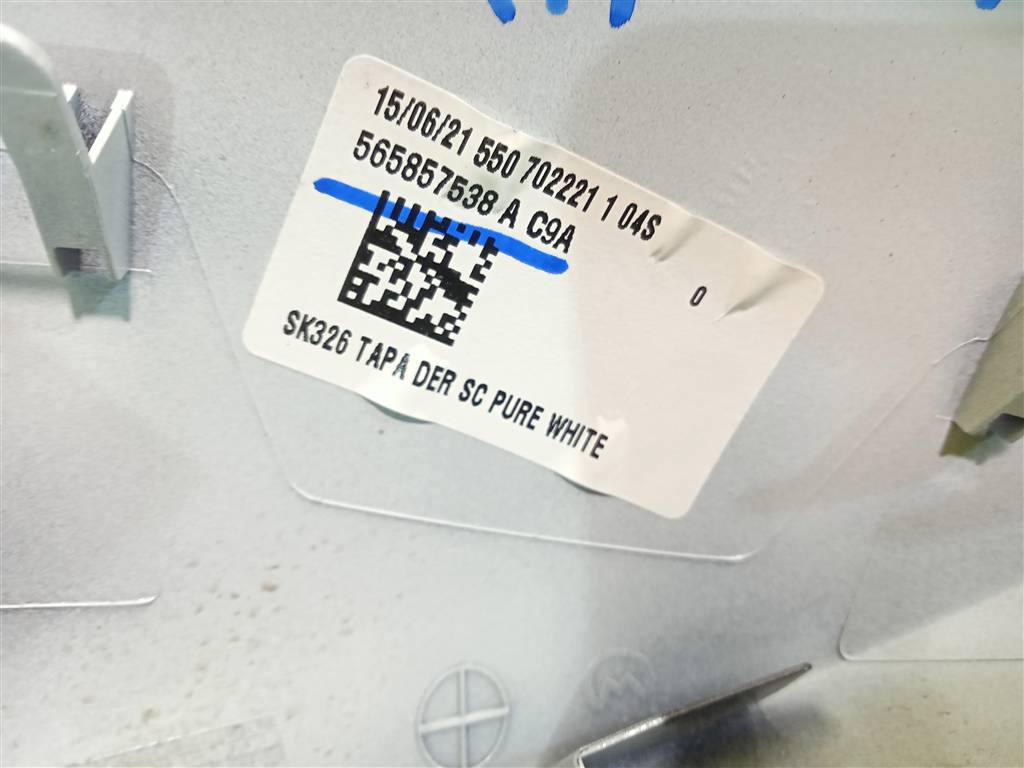 15/06/21 550 702221 1 04S
565857538 A C9A
0
SK326 TAPA DER SC PURE WHITE